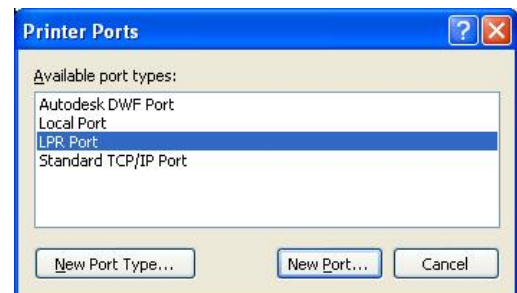 Printer Ports
Available port types:
Autodesk DWF Port
Local Port
LPR Port
Standard TCP/IP Port
New Port Type... New Port... Cancel